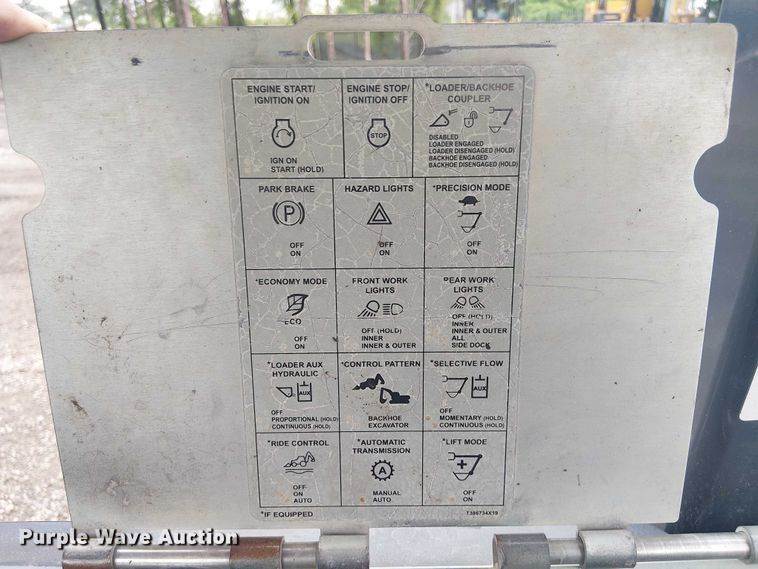 ENGINE START/
IGNITION ON
IGN ON
START (HOLD)
ENGINE STOP/
IGNITION OFF
STOP
*LOADER/BACKHOE
COUPLER
DISABLED
LOADER ENGAGED
LOADER DISENGAGED (HOLD)
BACKHOE ENGAGED
BACKHOE DISENGAGED (HOLD)
PARK BRAKE
P
OFF
ON
HAZARD LIGHTS
OFF
ON
*PRECISION MODE
OFF
ON
*ECONOMY MODE
ECO
OFF
ON
FRONT WORK
LIGHTS
OFF (HOLD)
INNER
INNER & OUTER
REAR WORK
LIGHTS
OFF (HOLD)
INNER
INNER & OUTER
ALL
SIDE DOCK
*LOADER AUX
HYDRAULIC
AUX
OFF
PROPORTIONAL (HOLD)
CONTINUOUS (HOLD)
*CONTROL PATTERN
BACKHOE
EXCAVATOR
*SELECTIVE FLOW
AUX
OFF
MOMENTARY (HOLD)
CONTINUOUS (HOLD)
*RIDE CONTROL
OFF
ON
AUTO
*AUTOMATIC
TRANSMISSION
A
MANUAL
AUTO
*LIFT MODE
+
OFF
ON
*IF EQUIPPED
T396734X19
Purple Wave Auction